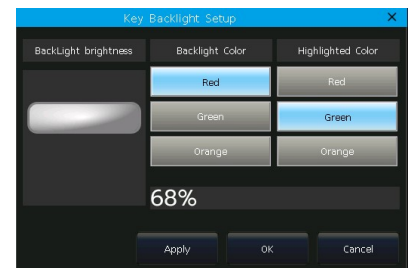 Key Backlight Setup X
BackLight brightness Backlight Color Highlighted Color
Red Red
Green Green
Orange Orange
68%
Apply OK Cancel